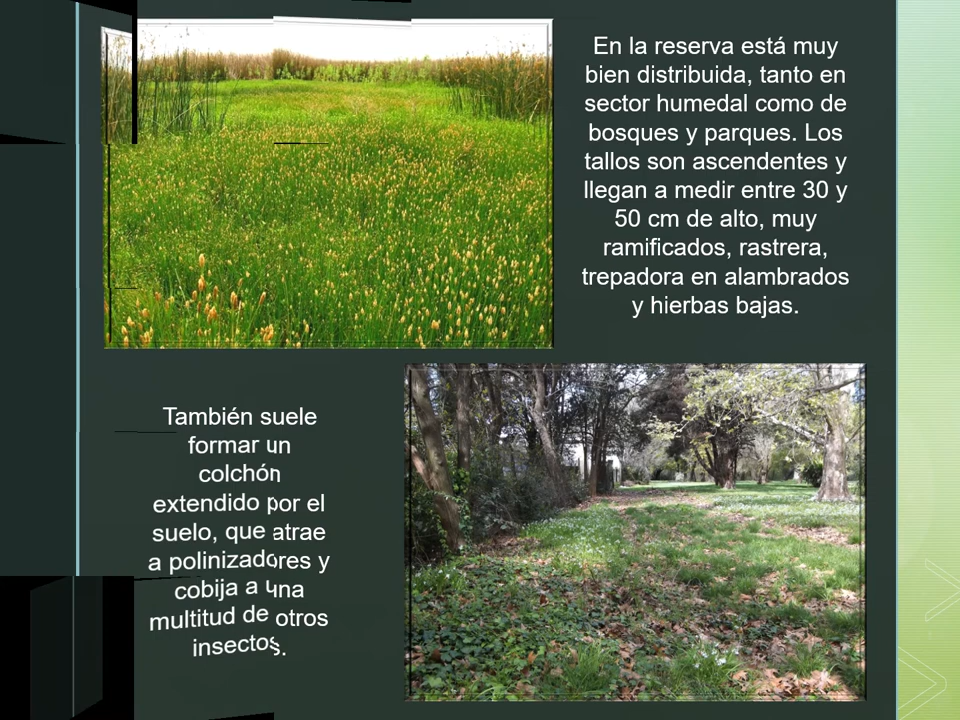 En la reserva está muy
bien distribuida, tanto en
sector humedal como de
bosques y parques. Los
tallos son ascendentes y
llegan a medir entre 30 y
50 cm de alto, muy
ramificados, rastrera,
trepadora en alambrados
y hierbas bajas.
También suele
formar un
colchón
extendido por el
suelo, que atrae
a polinizadores y
cobija a una
multitud de otros
insectos.